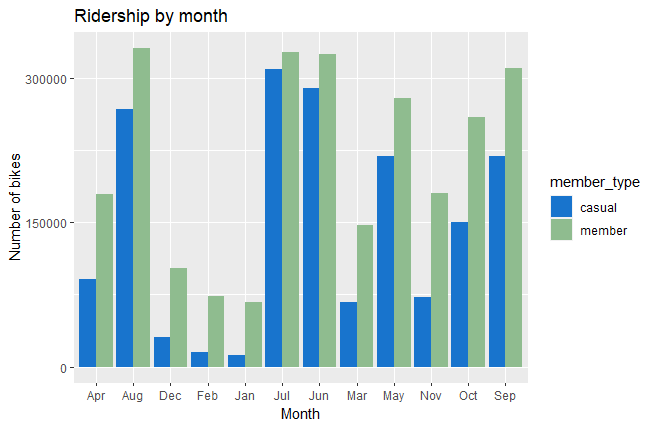 Ridership by month
Number of bikes
300000
150000
0
Apr Aug Dec Feb Jan Jul Jun Mar May Nov Oct Sep
Month
member_type
casual
member